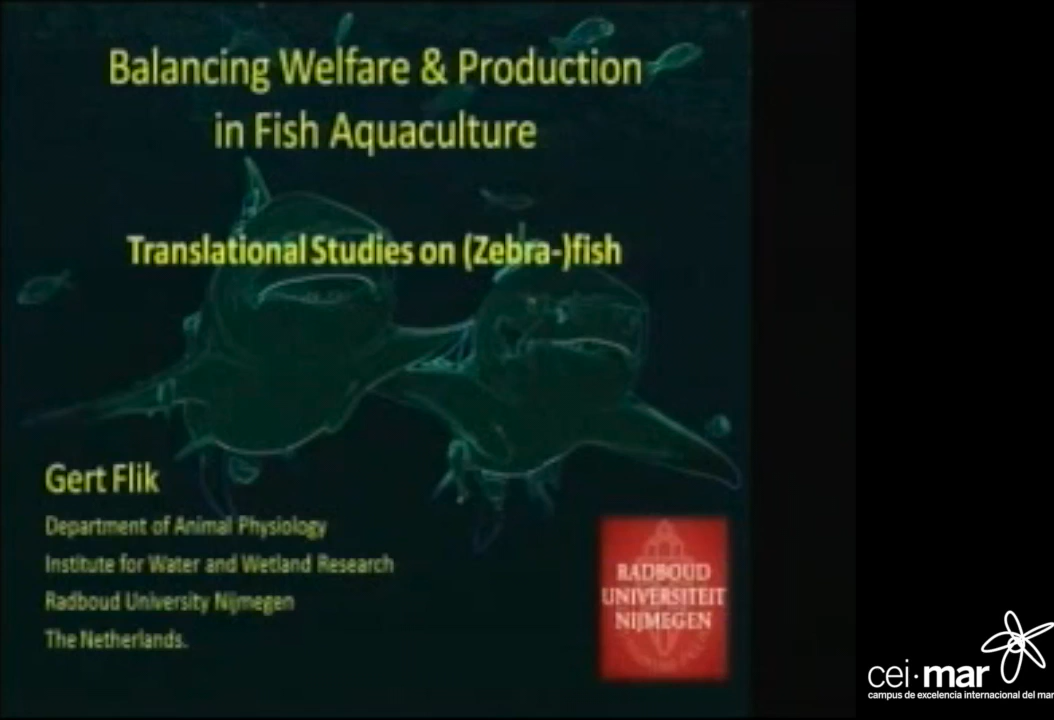 Balancing Welfare & Production
in Fish Aquaculture
Translational Studies on (Zebra-)fish
Gert Flik
Department of Animal Physiology
Institute for Water and Wetland Research
Radboud University Nijmegen
The Netherlands.
RADBOUD
UNIVERSITEIT
NIJMEGEN
cei·mar
campus de excelencia internacional del mar